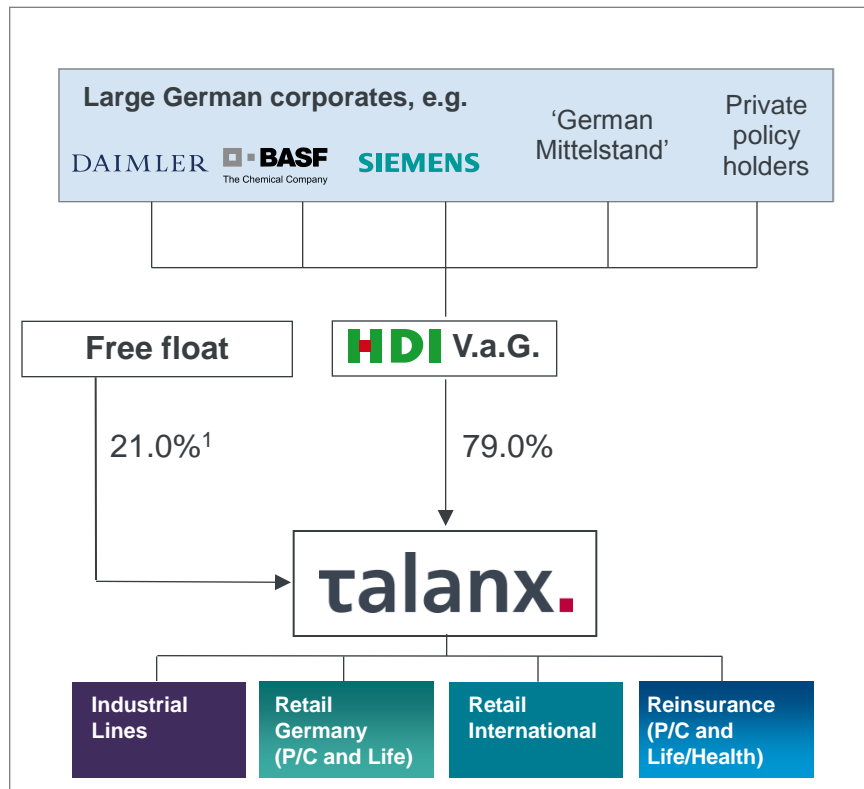 Large German corporates, e.g.
DAIMLER
BASF
The Chemical Company
SIEMENS
‘German
Mittelstand’
Private
policy
holders
Free float
HDI V.a.G.
21.0%¹
79.0%
τalanx.
Industrial
Lines
Retail
Germany
(P/C and Life)
Retail
International
Reinsurance
(P/C and
Life/Health)